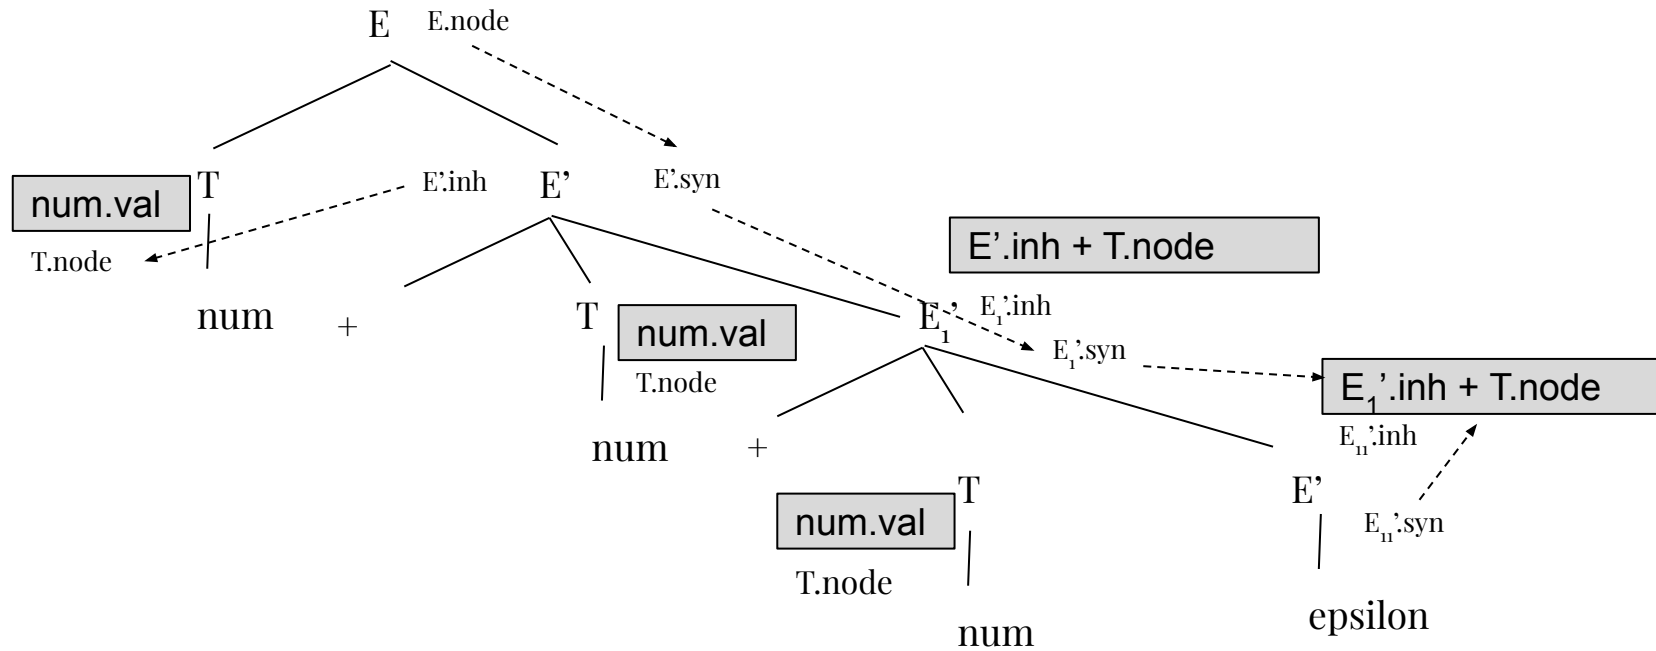 E E.node
num.val T E'.inh E' E'.syn
T.node
E'.inh + T.node
num + T num.val E₁' E₁'.inh
T.node E₁'.syn
E₁'.inh + T.node
num + E₁₁'.inh
T E'
num.val E₁₁'.syn
T.node
num epsilon